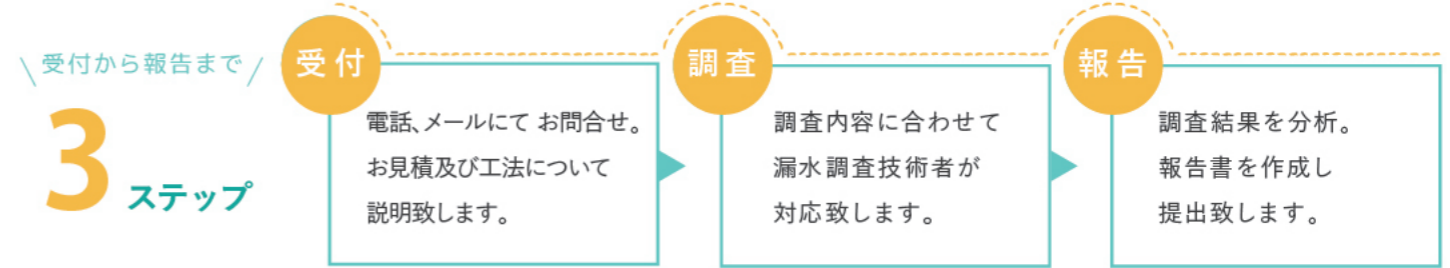 \ 受付から報告まで /
3
ステップ
受付
電話、メールにて お問合せ。
お見積及び工法について
説明致します。
調査
調査内容に合わせて
漏水調査技術者が
対応致します。
報告
調査結果を分析。
報告書を作成し
提出致します。